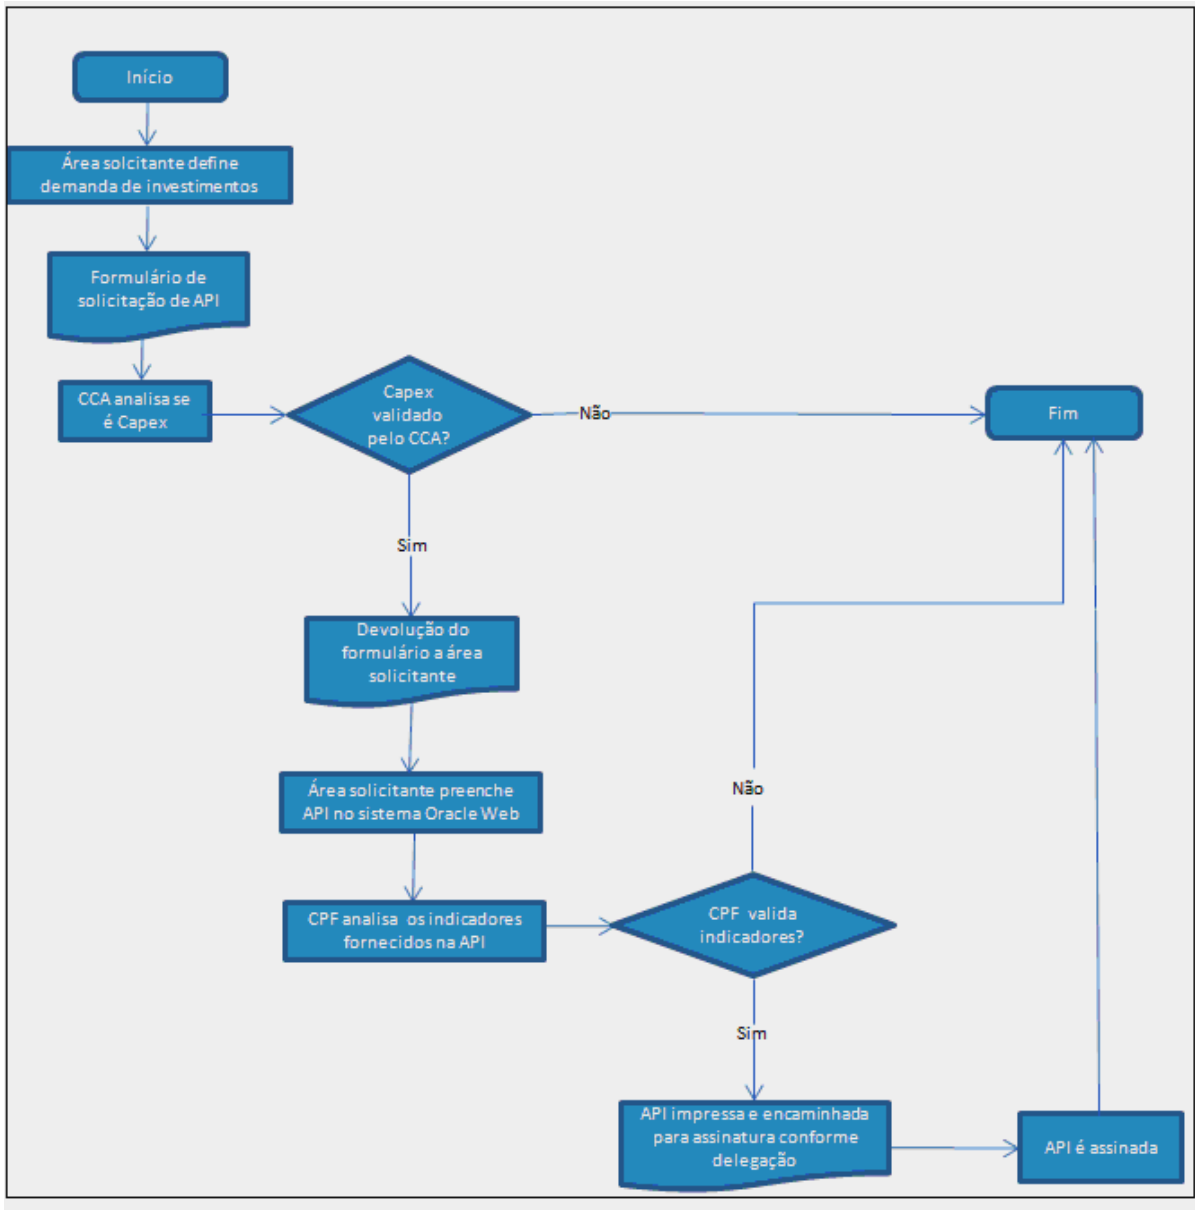 Início
Área solcitante define
demanda de investimentos
Formulário de
solicitação de API
CCA analisa se
é Capex
Capex
validado
pelo CCA?
Não
Fim
Sim
Devolução do
formulário a área
solicitante
Área solicitante preenche
API no sistema Oracle Web
CPF analisa os indicadores
fornecidos na API
CPF valida
indicadores?
Não
Sim
API impressa e encaminhada
para assinatura conforme
delegação
API é assinada